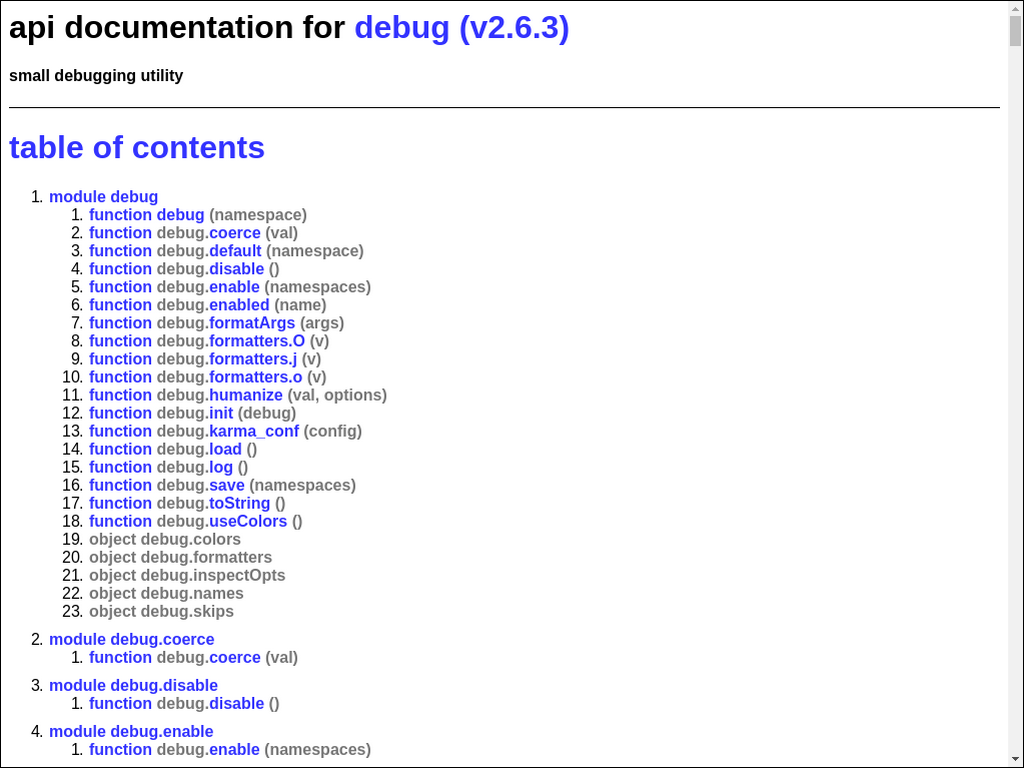 api documentation for debug (v2.6.3)
small debugging utility
table of contents
1. module debug
1. function debug (namespace)
2. function debug.coerce (val)
3. function debug.default (namespace)
4. function debug.disable ()
5. function debug.enable (namespaces)
6. function debug.enabled (name)
7. function debug.formatArgs (args)
8. function debug.formatters.O (v)
9. function debug.formatters.j (v)
10. function debug.formatters.o (v)
11. function debug.humanize (val, options)
12. function debug.init (debug)
13. function debug.karma_conf (config)
14. function debug.load ()
15. function debug.log ()
16. function debug.save (namespaces)
17. function debug.toString ()
18. function debug.useColors ()
19. object debug.colors
20. object debug.formatters
21. object debug.inspectOpts
22. object debug.names
23. object debug.skips
2. module debug.coerce
1. function debug.coerce (val)
3. module debug.disable
1. function debug.disable ()
4. module debug.enable
1. function debug.enable (namespaces)